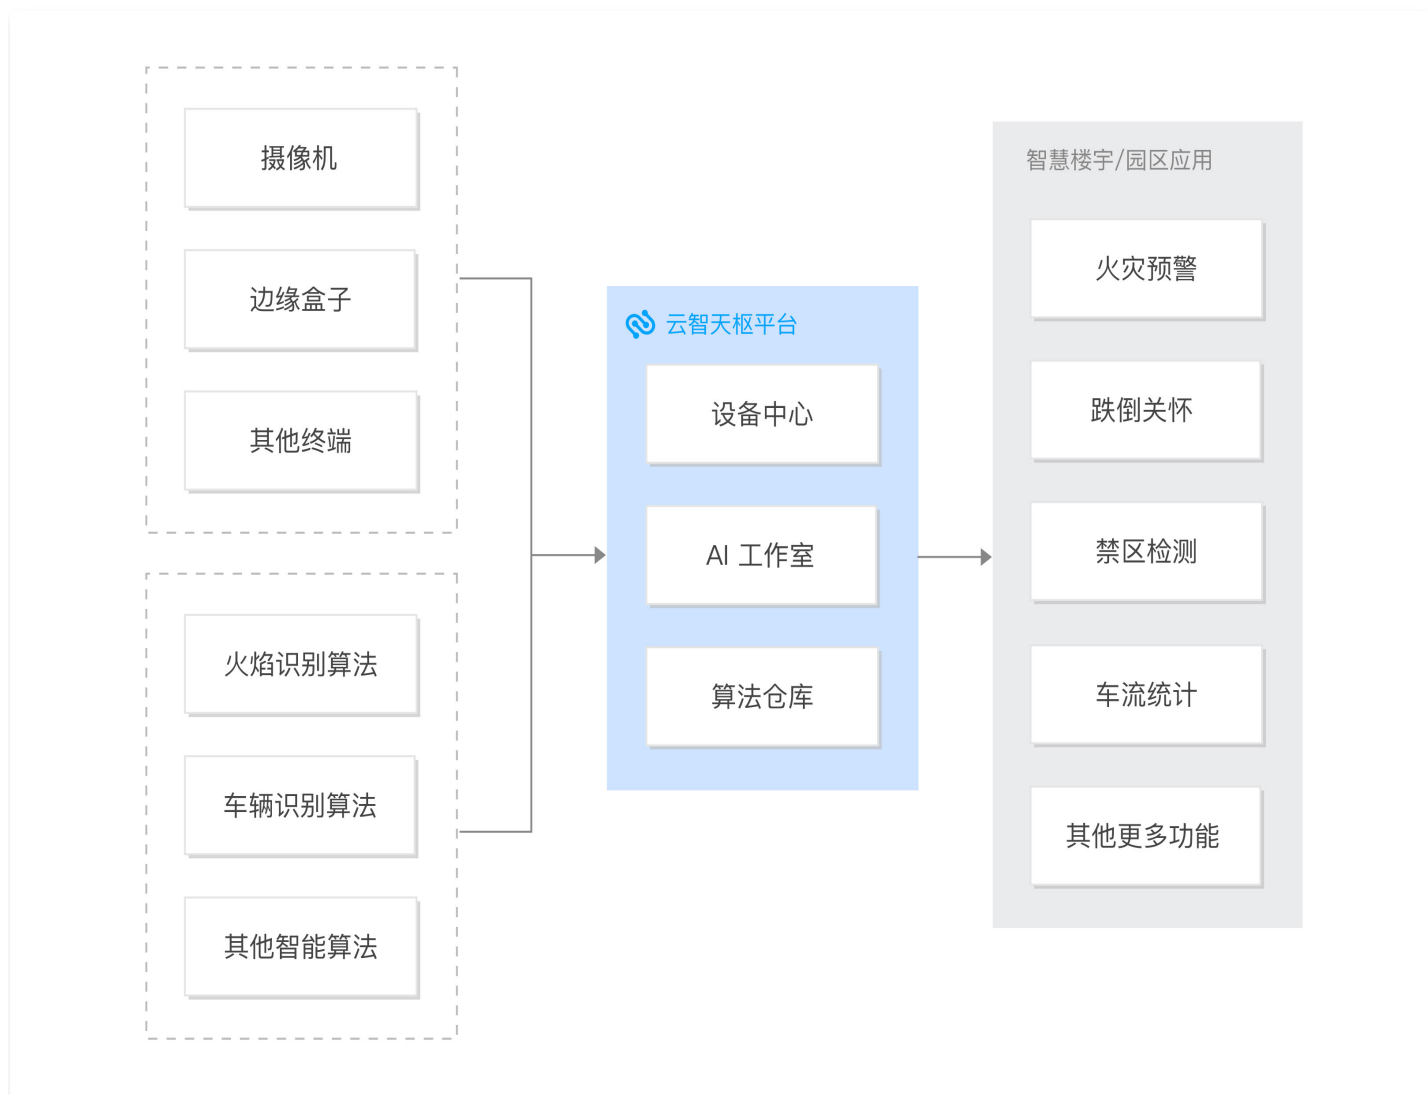 摄像机
边缘盒子
其他终端
火焰识别算法
车辆识别算法
其他智能算法
云智天枢平台
设备中心
AI 工作室
算法仓库
智慧楼宇/园区应用
火灾预警
跌倒关怀
禁区检测
车流统计
其他更多功能